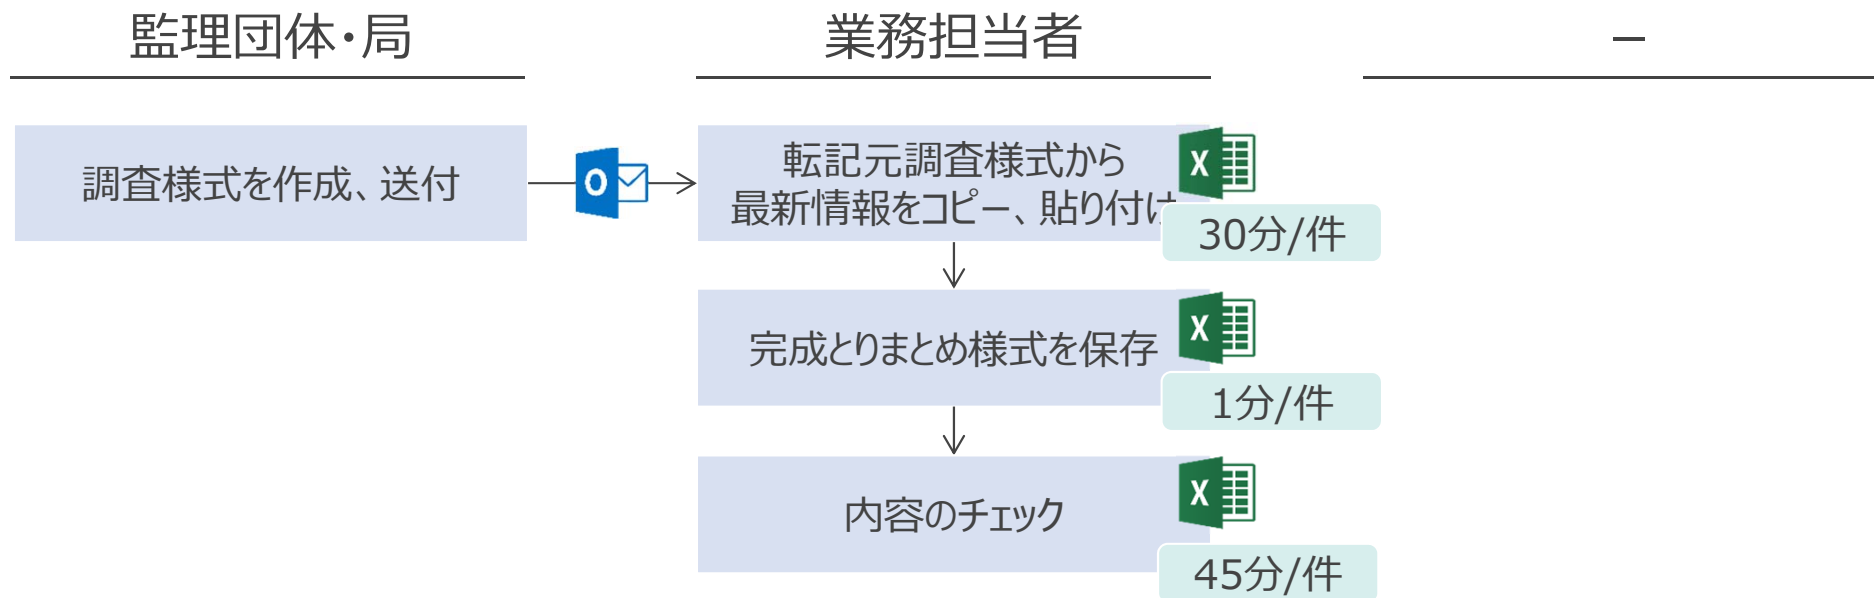 監理団体・局
業務担当者
－
調査様式を作成、送付
転記元調査様式から
最新情報をコピー、貼り付け
30分/件
完成とりまとめ様式を保存
1分/件
内容のチェック
45分/件